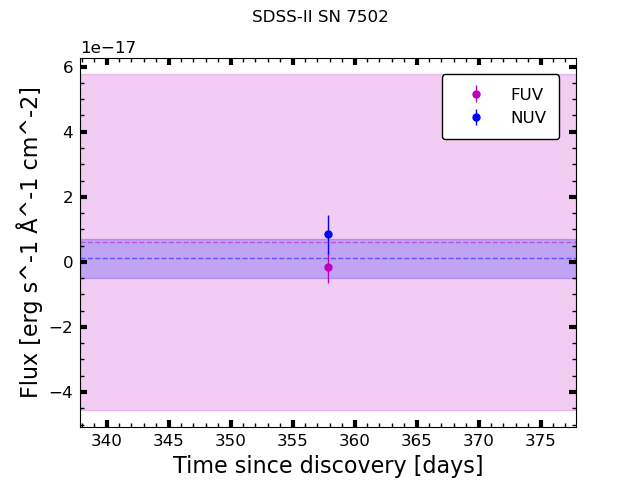 SDSS-II SN 7502
1e−17
6
4
2
0
−2
−4
Flux [erg s^-1 Å^-1 cm^-2]
FUV
NUV
340 345 350 355 360 365 370 375
Time since discovery [days]